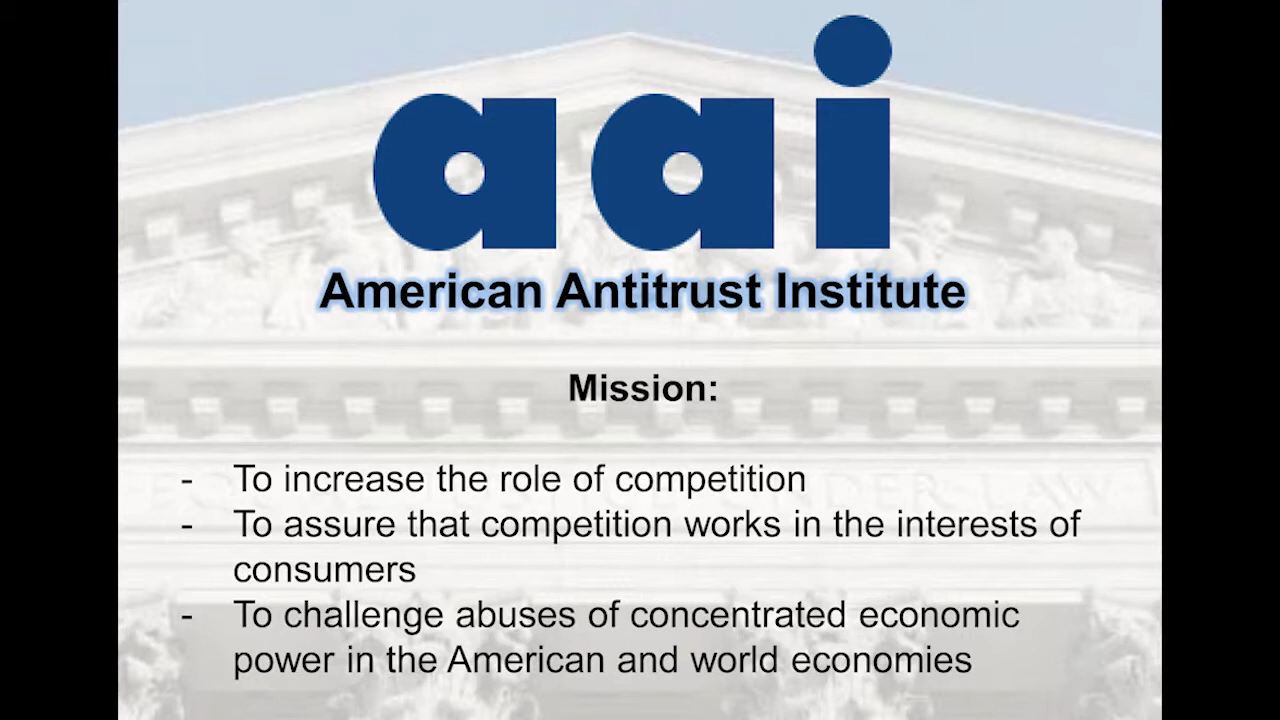 aai
American Antitrust Institute
Mission:
- To increase the role of competition
- To assure that competition works in the interests of
consumers
- To challenge abuses of concentrated economic
power in the American and world economies